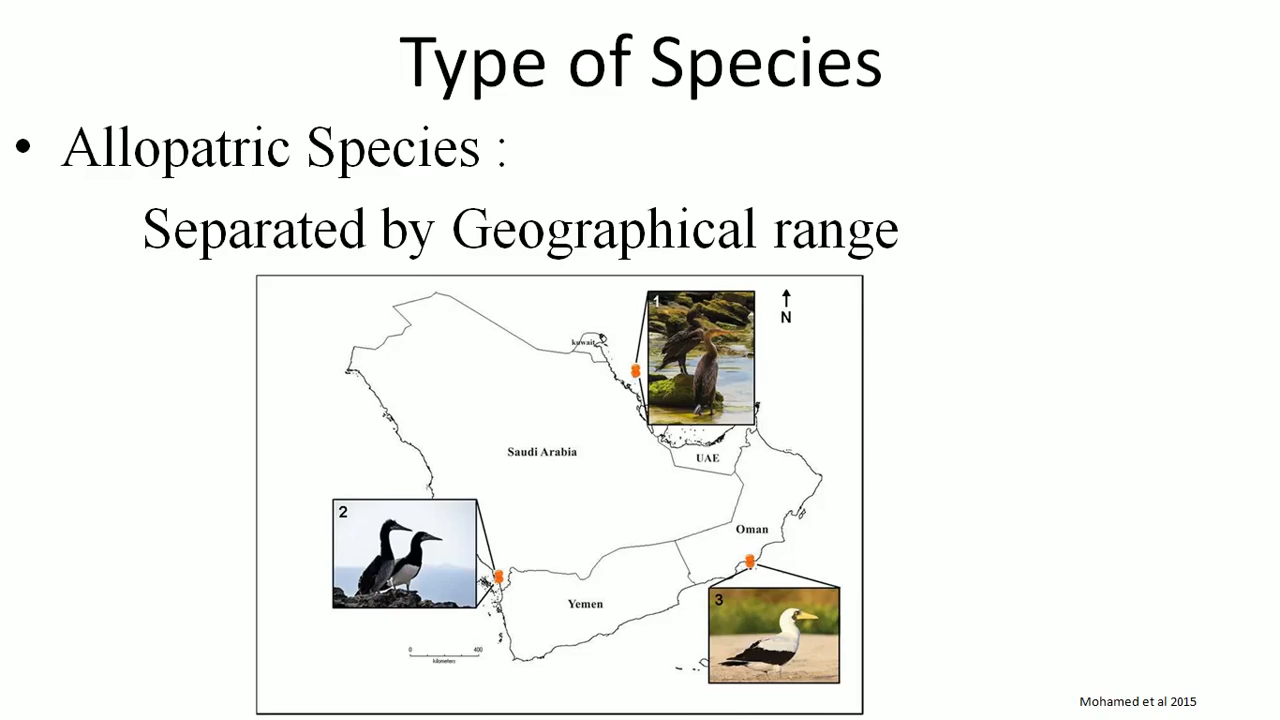 Type of Species
• Allopatric Species :
Separated by Geographical range
1
N
kuwait
Saudi Arabia
UAE
2
Oman
3
Yemen
0 400
kilometers
Mohamed et al 2015